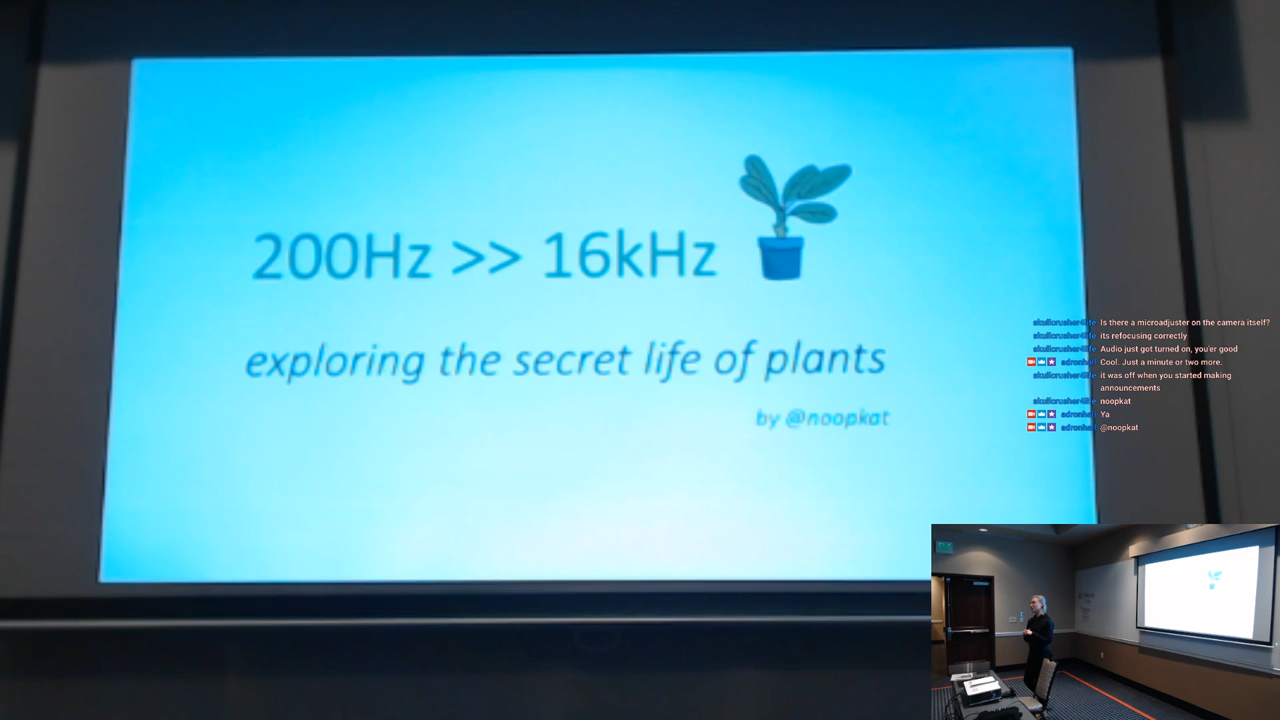 200Hz >> 16kHz
exploring the secret life of plants
by @noopkat
Is there a microadjuster on the camera itself?
its refocusing correctly
Audio just got turned on, you'er good
Cool. Just a minute or two more.
it was off when you started making
announcements
noopkat
Ya
@noopkat